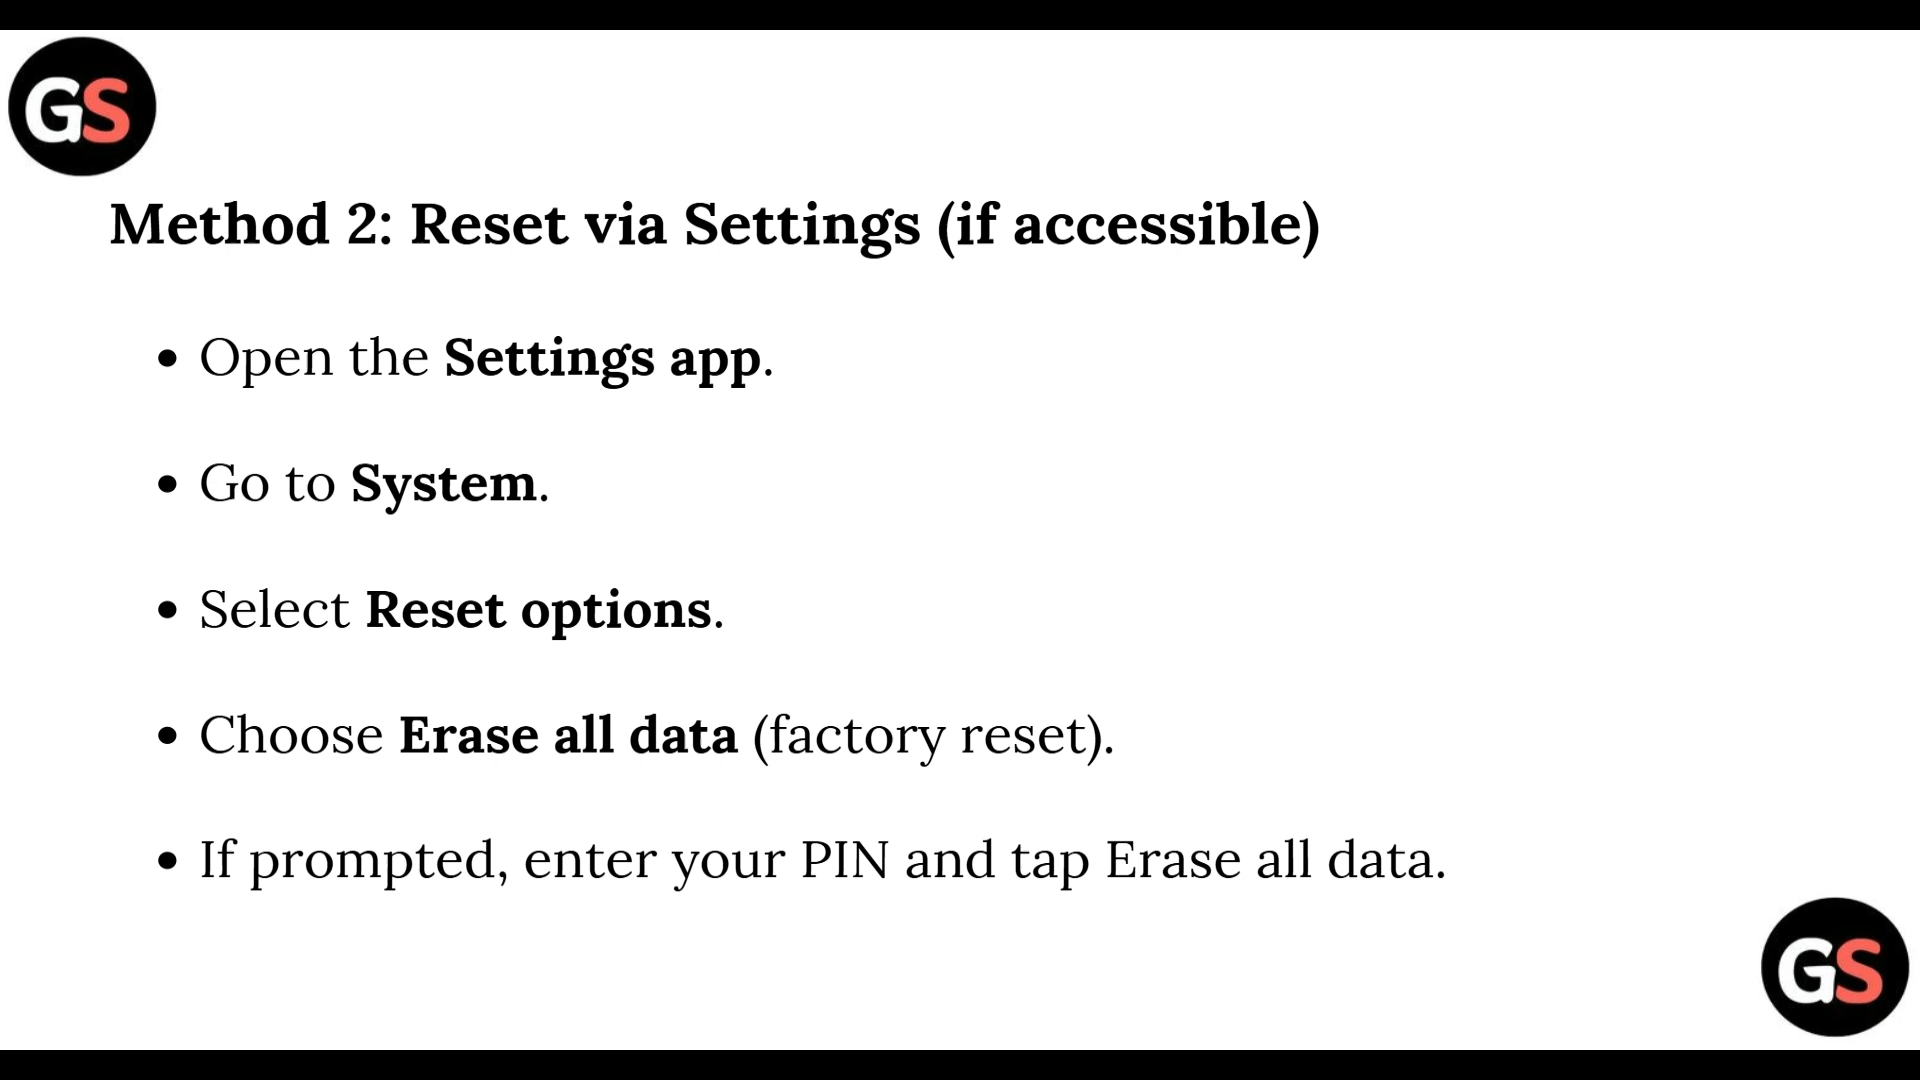 GS
Method 2: Reset via Settings (if accessible)
• Open the Settings app.
• Go to System.
• Select Reset options.
• Choose Erase all data (factory reset).
• If prompted, enter your PIN and tap Erase all data.
GS